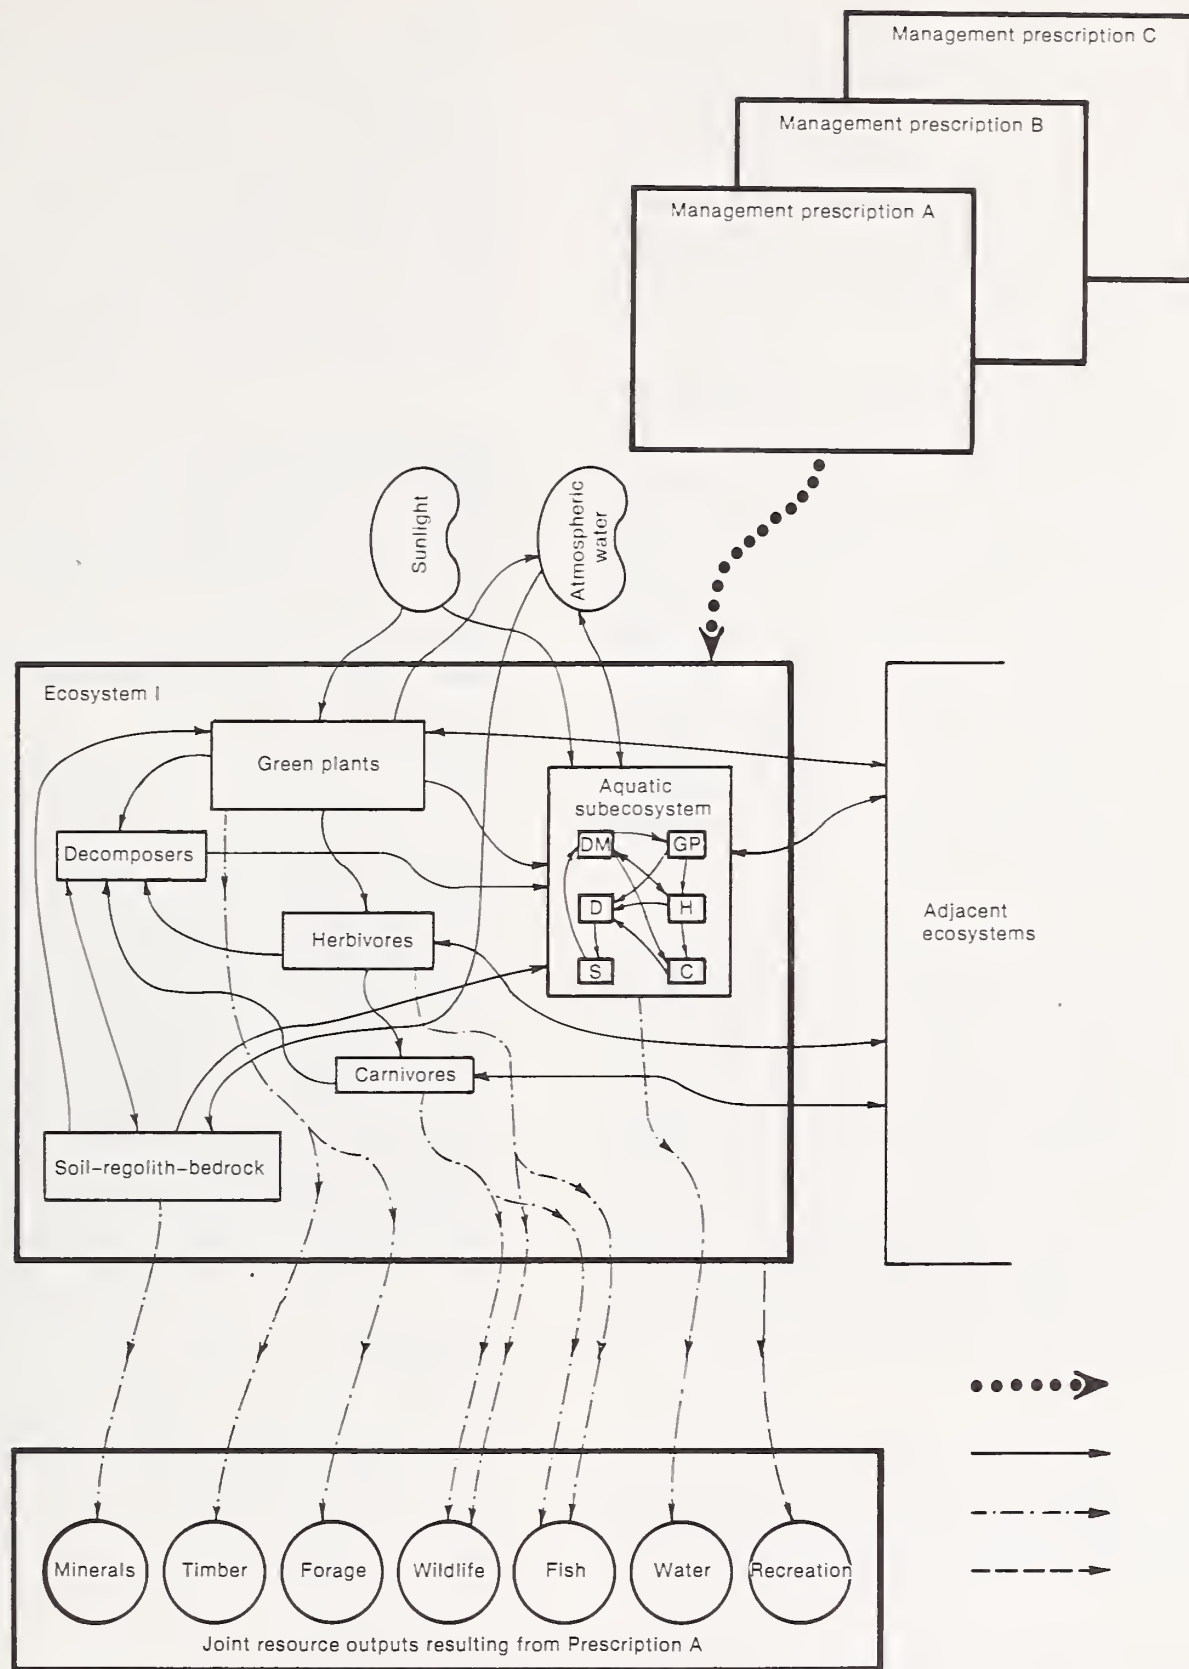 Management prescription C
Management prescription B
Management prescription A
Sunlight
Atmospheric
water
Ecosystem I
Green plants
Aquatic
subecosystem
DM
GP
Decomposers
D
H
Herbivores
Adjacent
ecosystems
S
C
Carnivores
Soil-regolith-bedrock
Minerals
Timber
Forage
Wildlife
Fish
Water
Recreation
Joint resource outputs resulting from Prescription A